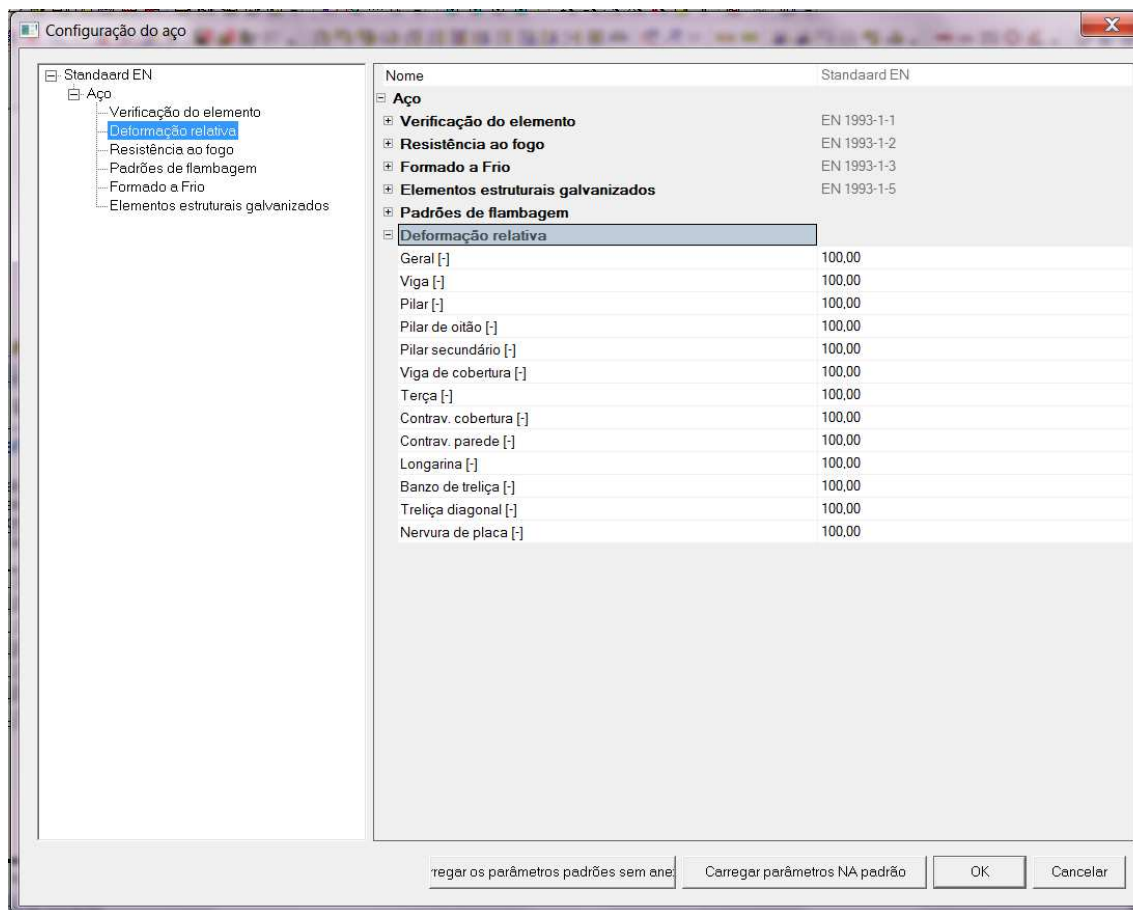 Configuração do aço
Standaard EN
Aço
Verificação do elemento
Deformação relativa
Resistência ao fogo
Padrões de flambagem
Formado a Frio
Elementos estruturais galvanizados
Nome Standaard EN
Aço
Verificação do elemento EN 1993-1-1
Resistência ao fogo EN 1993-1-2
Formado a Frio EN 1993-1-3
Elementos estruturais galvanizados EN 1993-1-5
Padrões de flambagem
Deformação relativa
Geral [-] 100,00
Viga [-] 100,00
Pilar [-] 100,00
Pilar de oitão [-] 100,00
Pilar secundário [-] 100,00
Viga de cobertura [-] 100,00
Terça [-] 100,00
Contrav. cobertura [-] 100,00
Contrav. parede [-] 100,00
Longarina [-] 100,00
Banzo de treliça [-] 100,00
Treliça diagonal [-] 100,00
Nervura de placa [-] 100,00
rregar os parâmetros padrões sem ane Carregar parâmetros NA padrão OK Cancelar